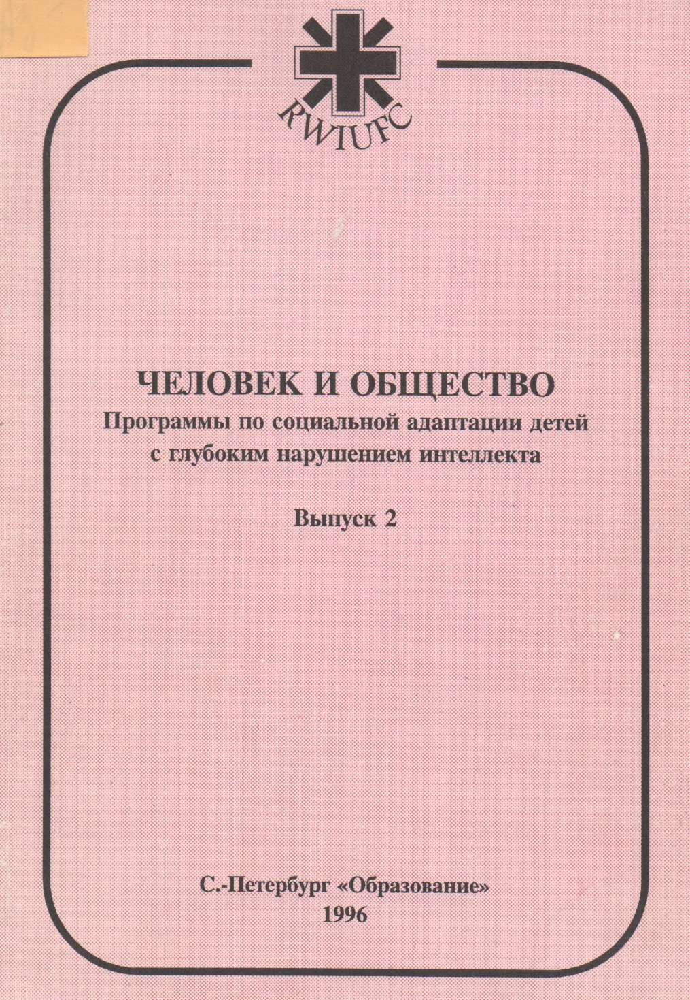 RWIUFC
ЧЕЛОВЕК И ОБЩЕСТВО
Программы по социальной адаптации детей
с глубоким нарушением интеллекта
Выпуск 2
С.-Петербург «Образование»
1996